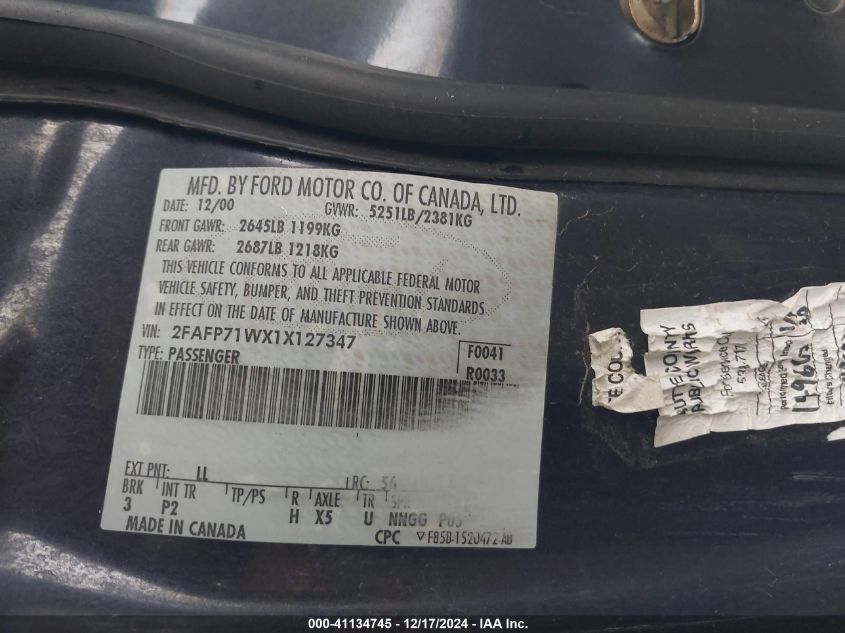 MFD. BY FORD MOTOR CO. OF CANADA, LTD.
DATE: 12/00 GVWR: 5251LB/2381KG
FRONT GAWR: 2645LB 1199KG
REAR GAWR: 2687LB 1218KG
THIS VEHICLE CONFORMS TO ALL APPLICABLE FEDERAL MOTOR
VEHICLE SAFETY, BUMPER, AND THEFT PREVENTION STANDARDS
IN EFFECT ON THE DATE OF MANUFACTURE SHOWN ABOVE.
VIN: 2FAFP71WX1X127347
TYPE: PASSENGER
F0041
R0033
EXT PNT: LL RC: 56
BRK INT TR TP/PS R AXLE TR SPR
3 P2 H X5 U NNGG
MADE IN CANADA
CPC F85B-1520472-AB
PUBLIC WRKS
000-41134745 - 12/17/2024 - IAA Inc.